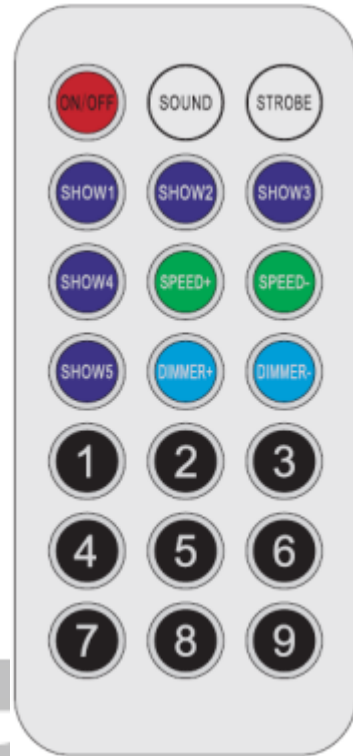 ON/OFF SOUND STROBE
SHOW1 SHOW2 SHOW3
SHOW4 SPEED+ SPEED-
SHOW5 DIMMER+ DIMMER-
1 2 3
4 5 6
7 8 9